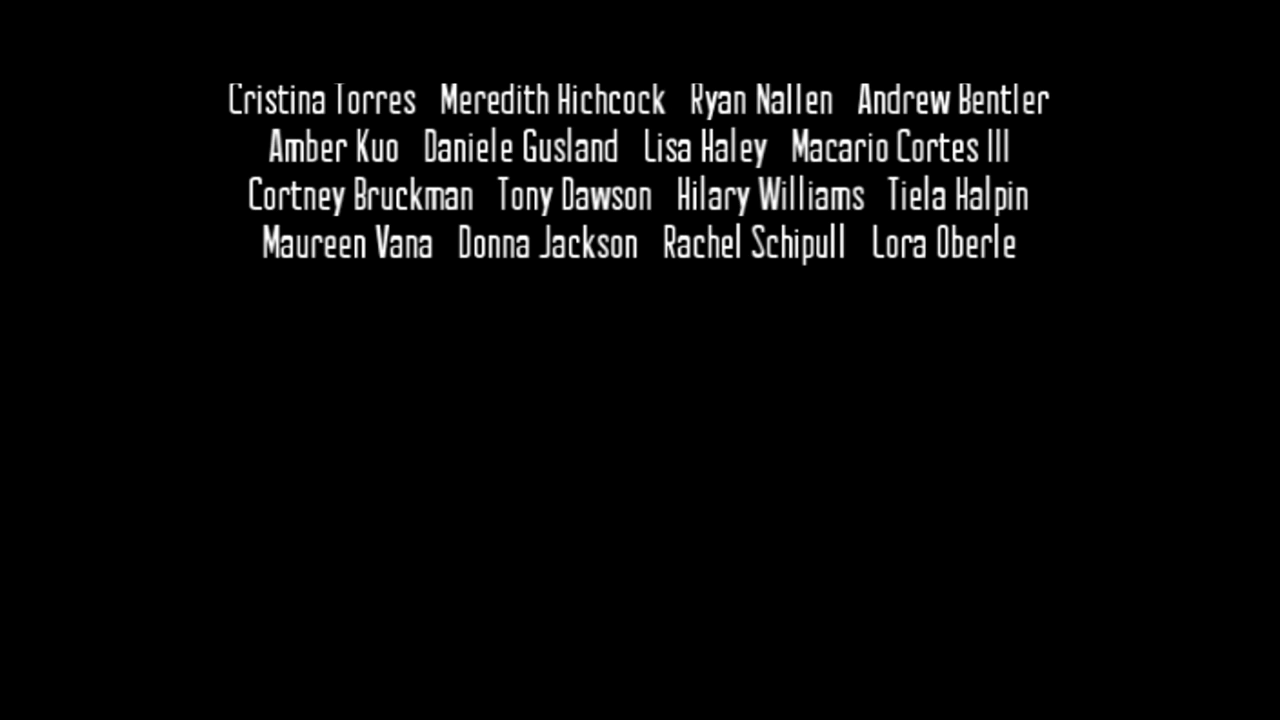 Cristina Torres Meredith Hichcock Ryan Nallen Andrew Bentler
Amber Kuo Daniele Gusland Lisa Haley Macario Cortes III
Cortney Bruckman Tony Dawson Hilary Williams Tiela Halpin
Maureen Vana Donna Jackson Rachel Schipull Lora Oberle